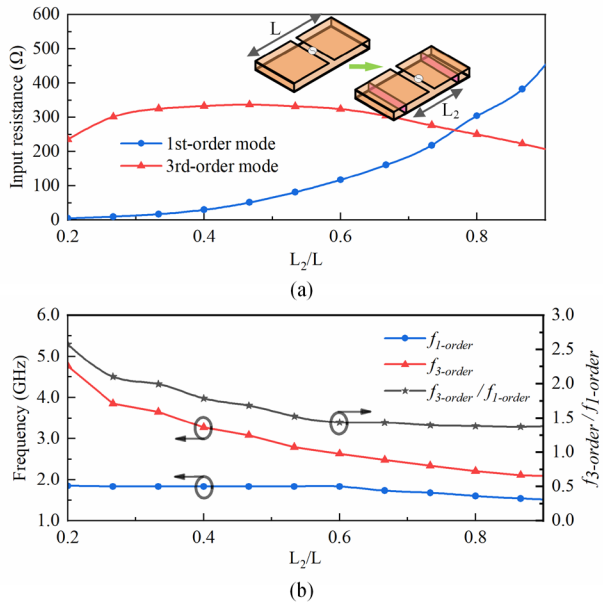 600
500
400
300
200
100
0
Input resistance (Ω)
L
L₂
1st-order mode
3rd-order mode
0.2 0.4 0.6 0.8
L₂/L
(a)
6.0 3.0
5.0 2.5
4.0 2.0
3.0 1.5
2.0 1.0
1.0 0.5
0.0
Frequency (GHz)
f1-order
f3-order
f3-order / f1-order
f3-order / f1-order
0.2 0.4 0.6 0.8
L₂/L
(b)